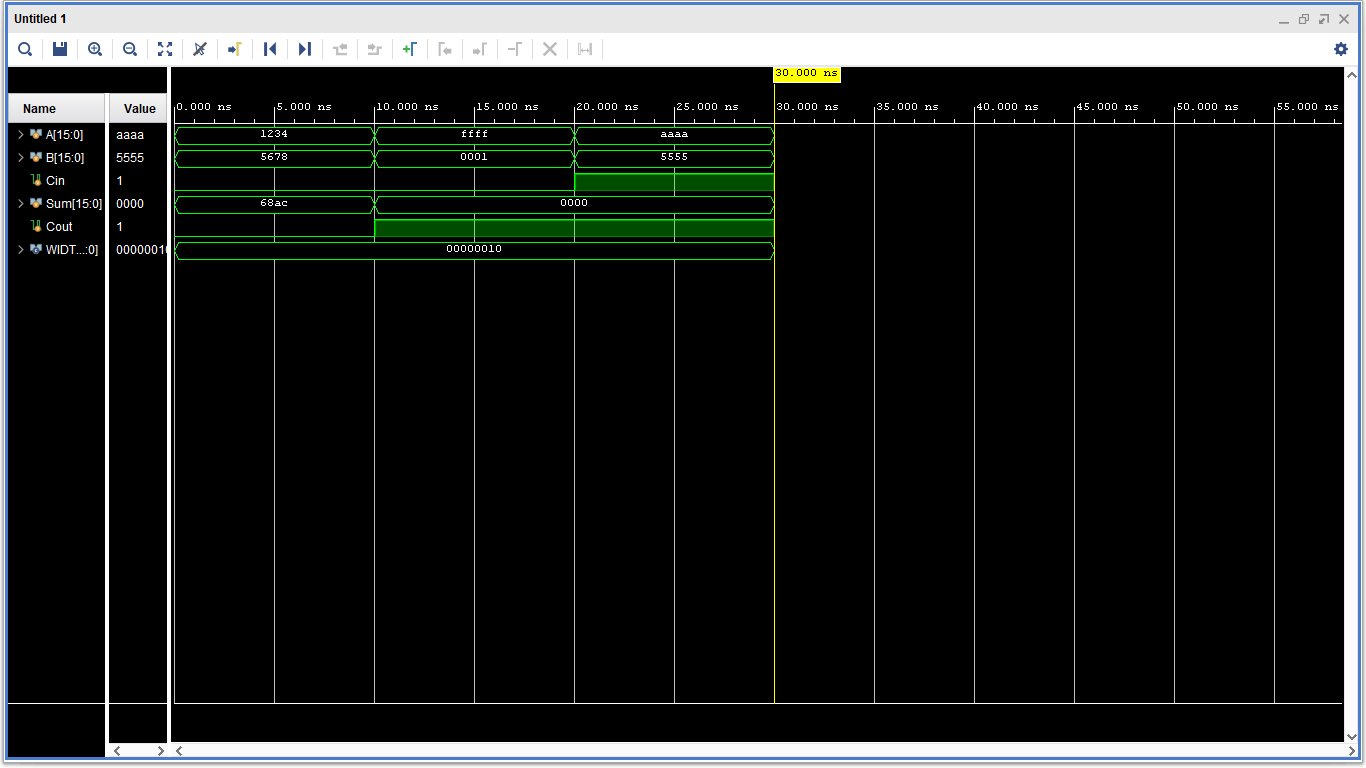 Untitled 1
30.000 ns
Name Value 0.000 ns 5.000 ns 10.000 ns 15.000 ns 20.000 ns 25.000 ns 30.000 ns 35.000 ns 40.000 ns 45.000 ns 50.000 ns 55.000 ns
A[15:0] aaaa 1234 ffff aaaa
B[15:0] 5555 5678 0001 5555
Cin 1
Sum[15:0] 0000 68ac 0000
Cout 1
WIDT...:0] 00000010 00000010